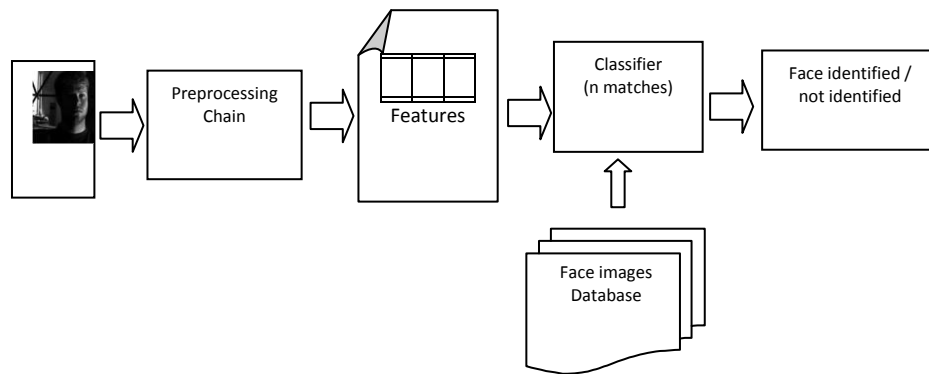 Preprocessing
Chain
Features
Classifier
(n matches)
Face identified /
not identified
Face images
Database